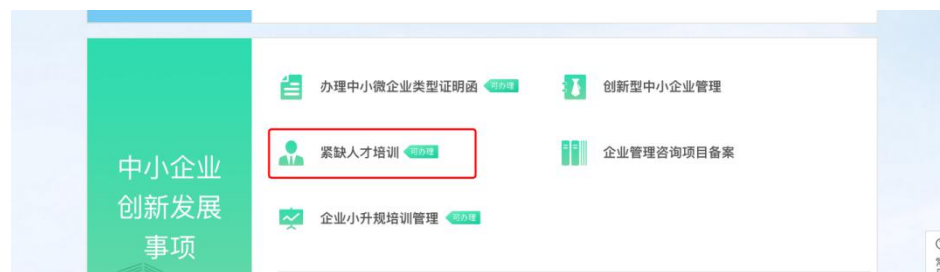 中小企业
创新发展
事项
办理中小微企业类型证明函 可办理
创新型中小企业管理
紧缺人才培训 可办理
企业管理咨询项目备案
企业小升规培训管理 可办理